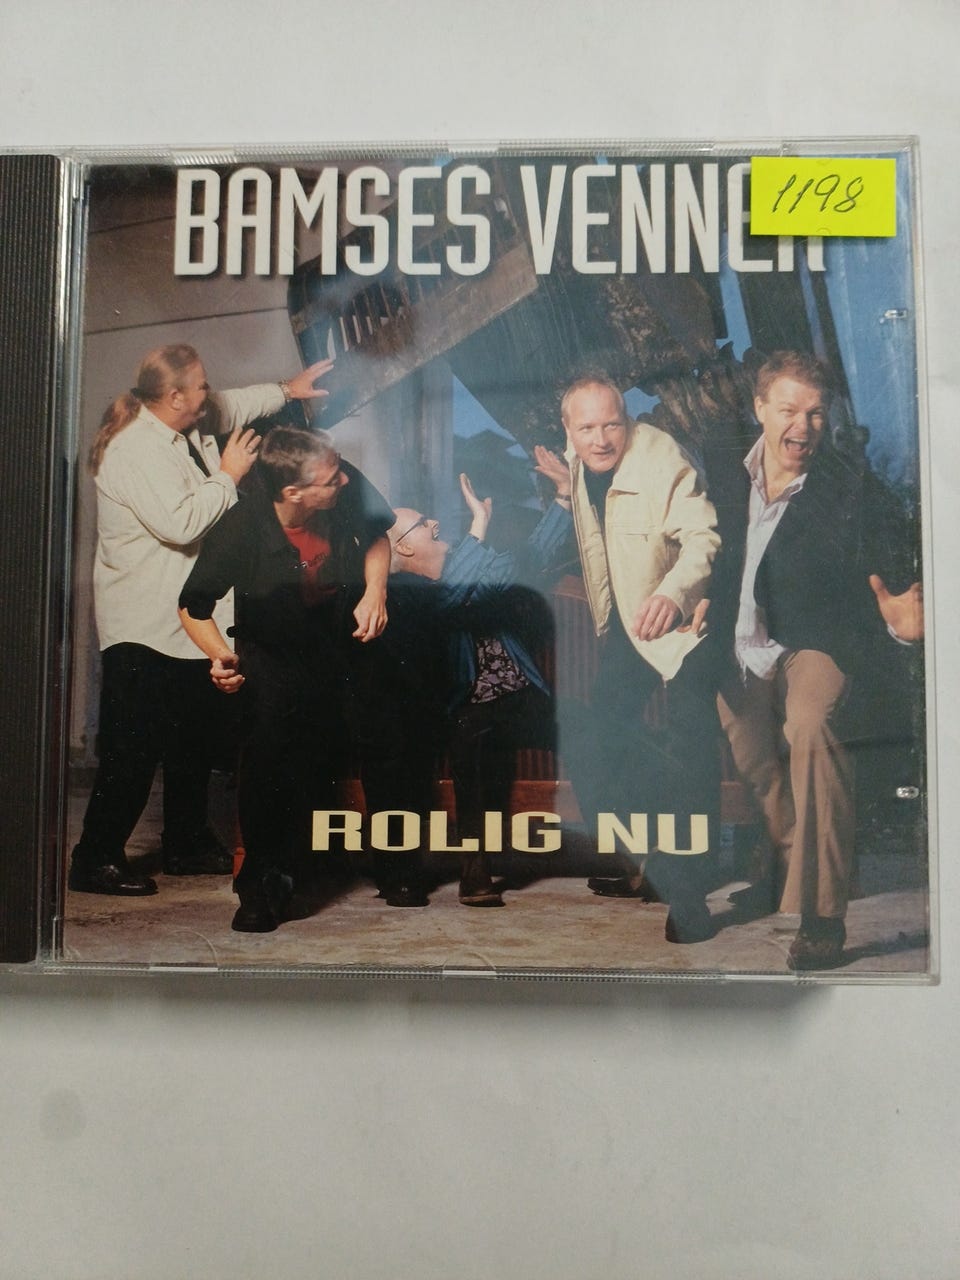 BAMSES VENNER
1198
ROLIG NU